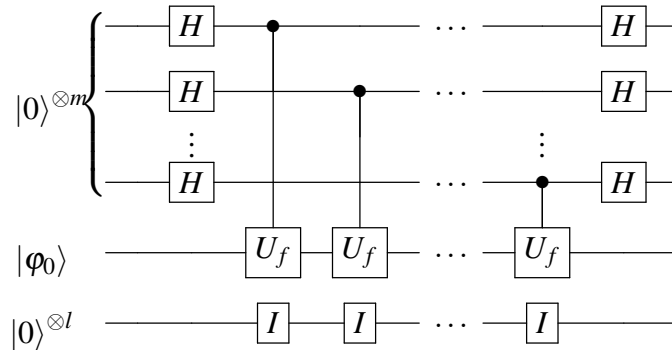 H ⋯ H
|0⟩^{⊗m} H ⋯ H
⋮ ⋮
H ⋯ H
|φ₀⟩ U_f U_f ⋯ U_f
|0⟩^{⊗l} I I ⋯ I